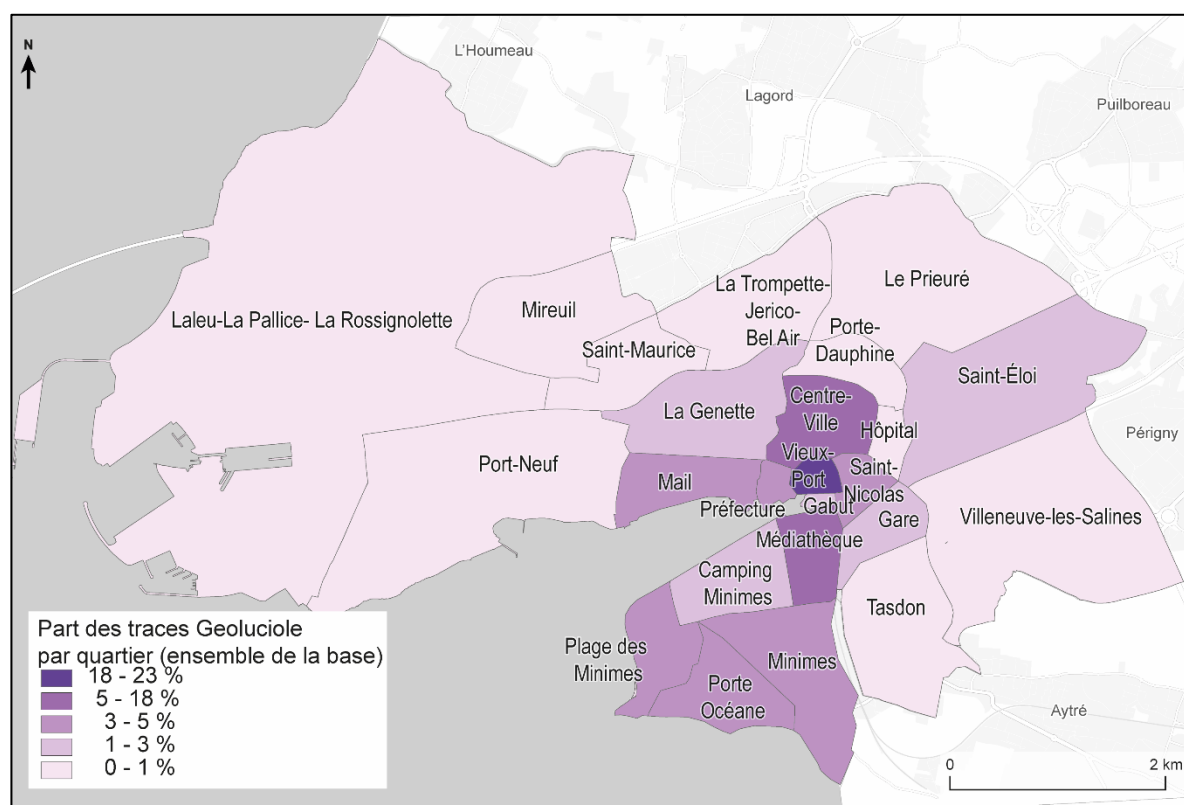 N
L'Houmeau
Lagord
Puilboreau
La Trompette-
Jerico-
Bel Air
Le Prieuré
Laleu-La Pallice- La Rossignolette
Mireuil
Saint-Maurice
Porte-
Dauphine
Saint-Éloi
La Genette
Centre-
Ville
Hôpital
Périgny
Port-Neuf
Mail
Vieux-
Port
Saint-
Nicolas
Préfecture
Gabut
Gare
Villeneuve-les-Salines
Médiathèque
Camping
Minimes
Tasdon
Plage des
Minimes
Minimes
Porte
Océane
Aytré
Part des traces Geoluciole
par quartier (ensemble de la base)
18 - 23 %
5 - 18 %
3 - 5 %
1 - 3 %
0 - 1 %
0 2 km